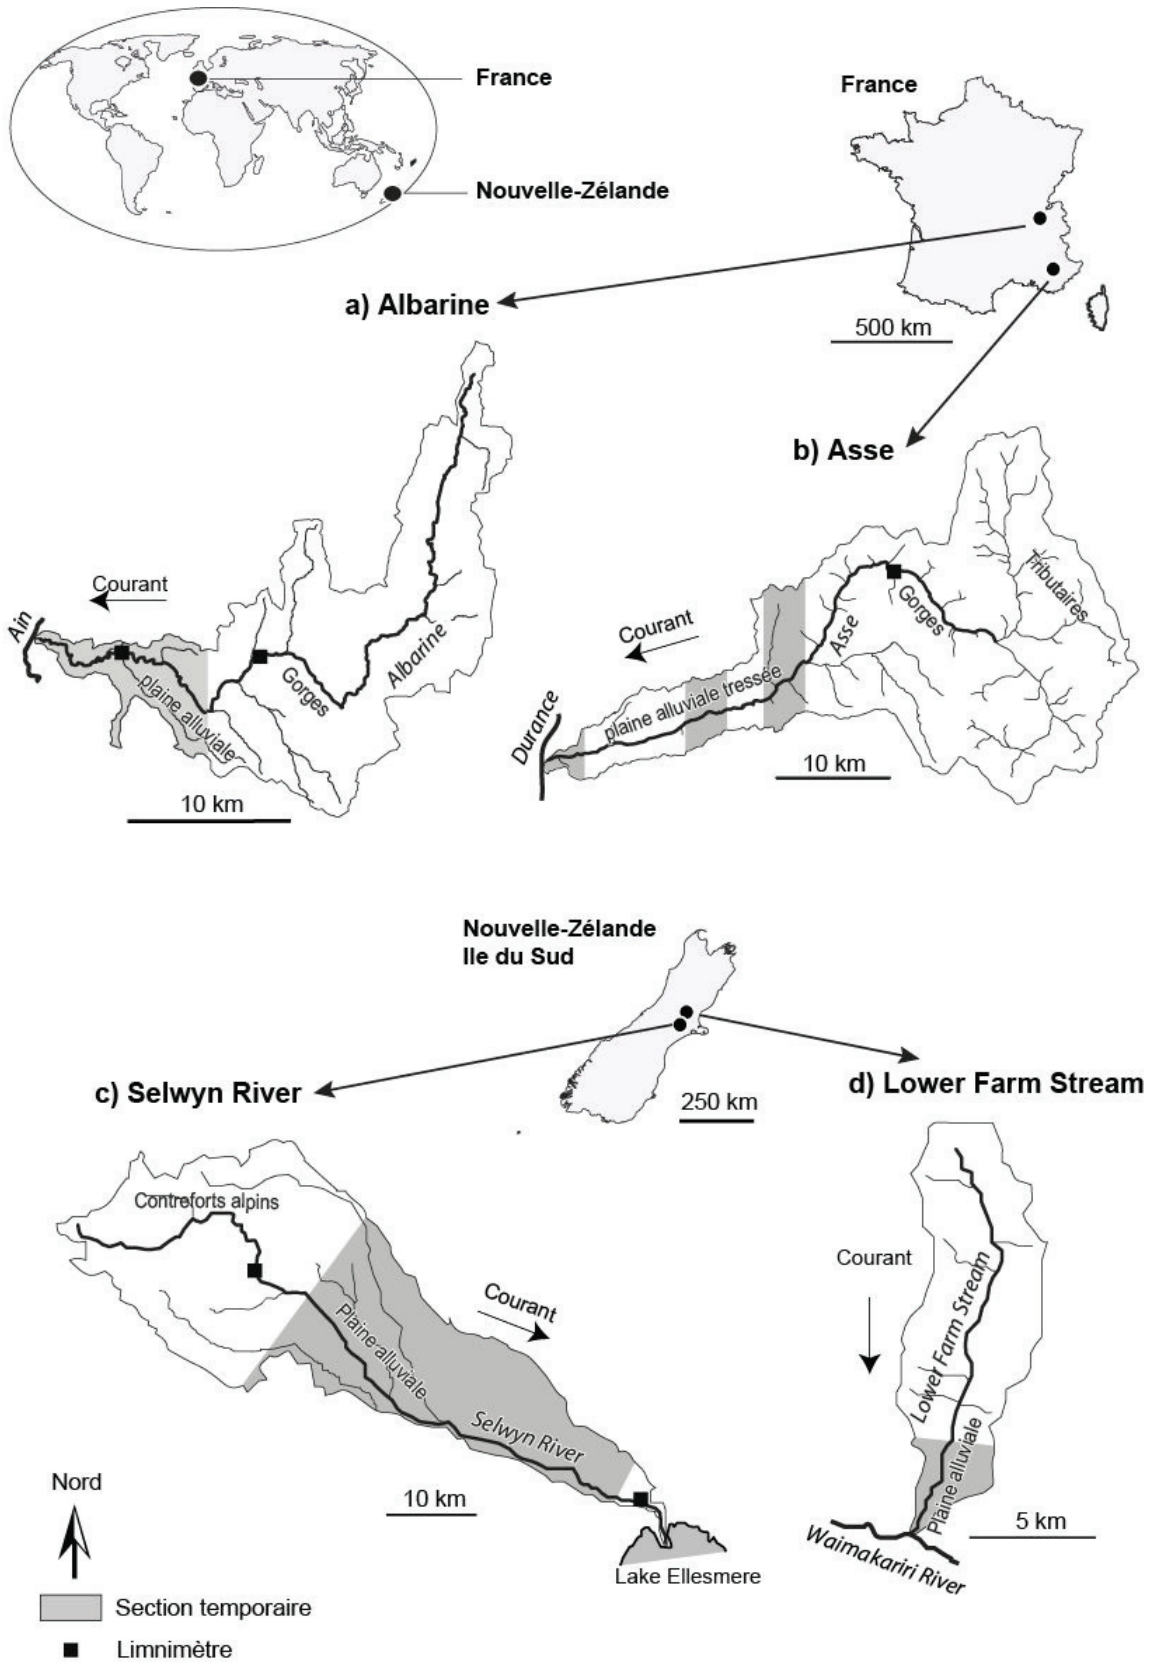 France
Nouvelle-Zélande
France
500 km
a) Albarine
b) Asse
Courant
Ain
plaine alluviale
Gorges
Albarine
10 km
Courant
Durance
plaine alluviale tressée
Asse
Gorges
Tributaires
10 km
Nouvelle-Zélande
Ile du Sud
250 km
c) Selwyn River
d) Lower Farm Stream
Contreforts alpins
Courant
Plaine alluviale
Selwyn River
10 km
Lake Ellesmere
Courant
Lower Farm Stream
Plaine alluviale
5 km
Waimakariri River
Nord
Section temporaire
Limnimètre